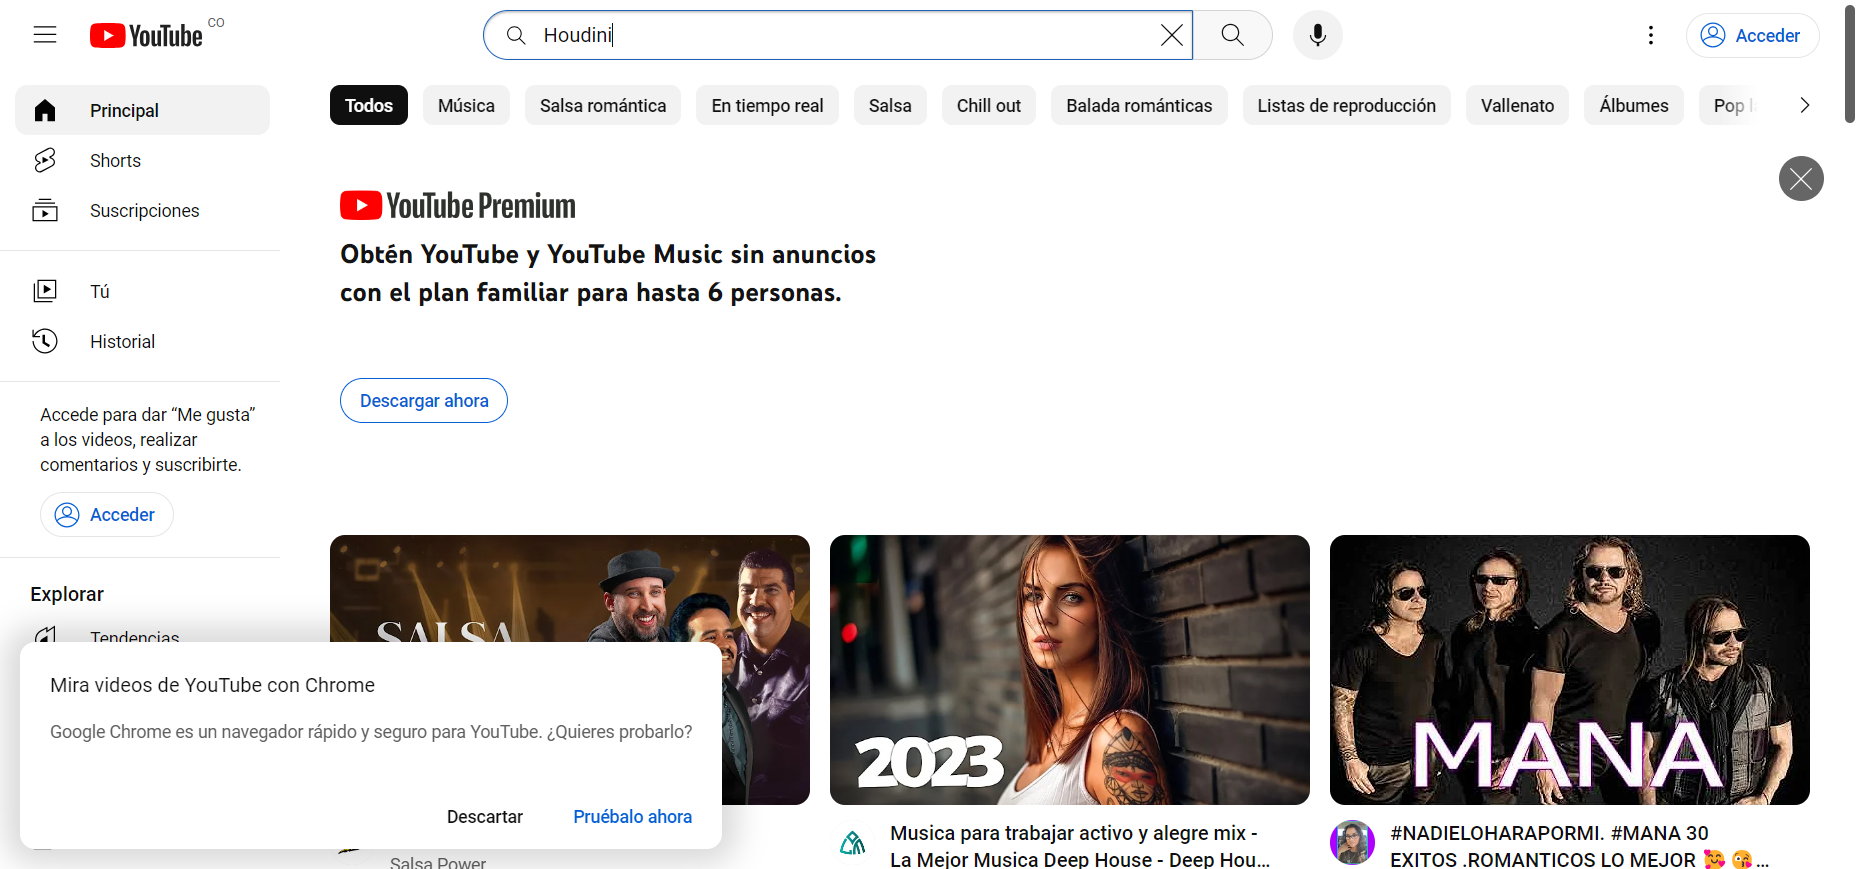 YouTube CO
Houdini
Acceder
Principal
Shorts
Suscripciones
Tú
Historial
Accede para dar “Me gusta”
a los videos, realizar
comentarios y suscribirte.
Acceder
Explorar
Tendencias
Todos
Música
Salsa romántica
En tiempo real
Salsa
Chill out
Balada románticas
Listas de reproducción
Vallenato
Álbumes
Pop
YouTube Premium
Obtén YouTube y YouTube Music sin anuncios
con el plan familiar para hasta 6 personas.
Descargar ahora
SALSA
2023
MANA
Mira videos de YouTube con Chrome
Google Chrome es un navegador rápido y seguro para YouTube. ¿Quieres probarlo?
Descartar
Pruébalo ahora
Salsa Power
Musica para trabajar activo y alegre mix -
La Mejor Musica Deep House - Deep Hou...
#NADIELOHARAPORMI. #MANA 30
EXITOS .ROMANTICOS LO MEJOR 🥰 😘 ...